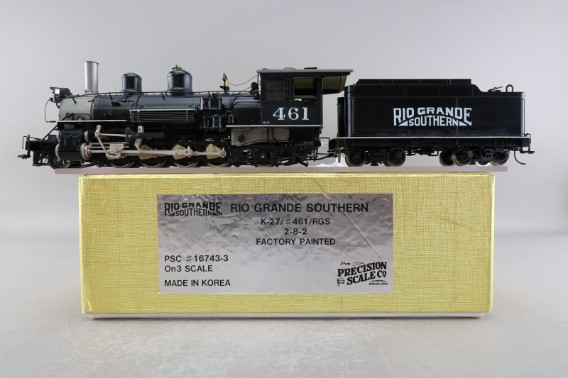 461
RIO GRANDE
SOUTHERN
RIO GRANDE
SOUTHERN
RIO GRANDE SOUTHERN
K-27/#461/RGS
2-8-2
FACTORY PAINTED
PSC #16743-3
On3 SCALE
MADE IN KOREA
From
PRECISION
SCALE CO